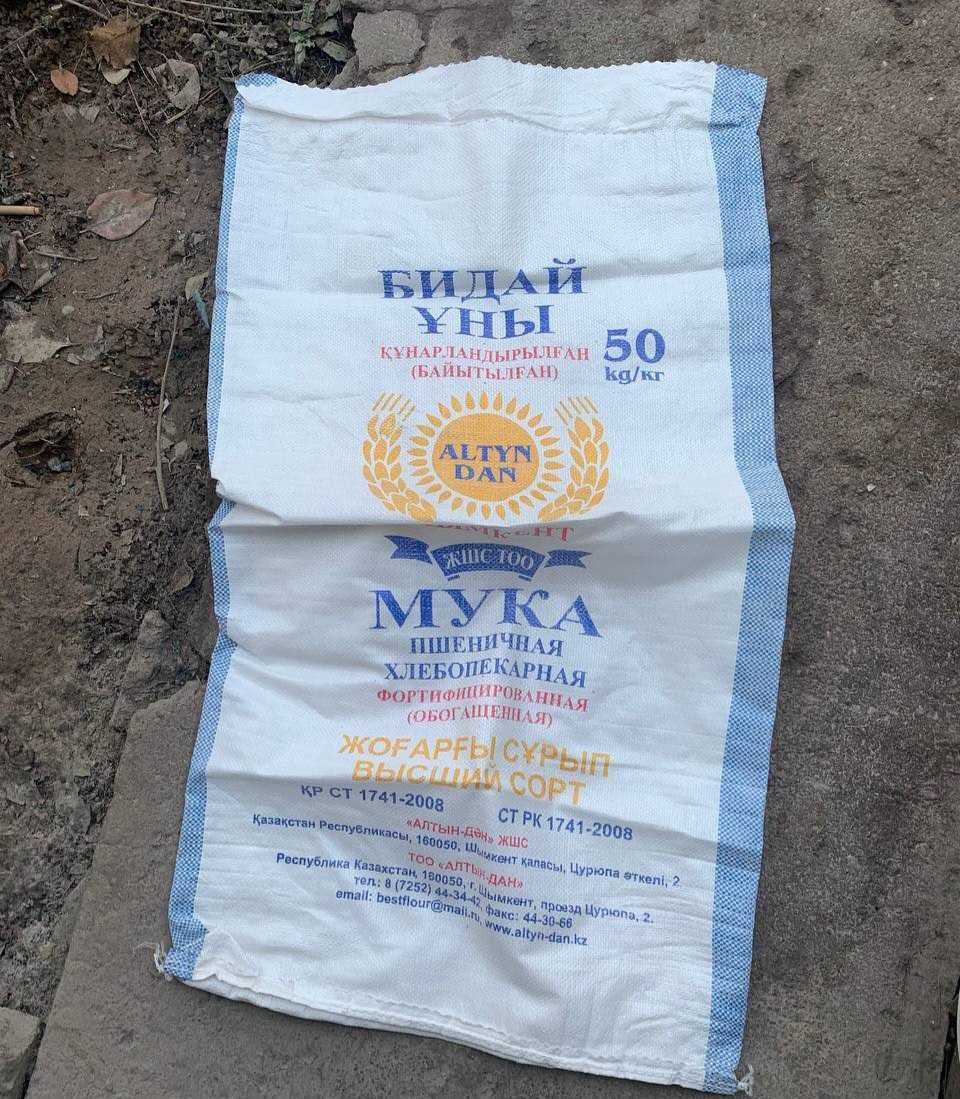 БИДАЙ
ҰНЫ
ҚҰНАРЛАНДЫРЫЛҒАН
(БАЙЫТЫЛҒАН)
50
kg/кг
ALTYN
DAN
ЖШС ТОО
МУКА
ПШЕНИЧНАЯ
ХЛЕБОПЕКАРНАЯ
ФОРТИФИЦИРОВАННАЯ
(ОБОГАЩЕННАЯ)
ЖОҒАРҒЫ СҰРЫП
ВЫСШИЙ СОРТ
ҚР СТ 1741-2008
СТ РК 1741-2008
«АЛТЫН-ДӘН» ЖШС
Қазақстан Республикасы, 160050, Шымкент қаласы, Цурюпа өткелі, 2
ТОО «АЛТЫН-ДАН»
Республика Казахстан, 160050, г. Шымкент, проезд Цурюпа, 2.
тел.: 8 (7252) 44-34-42, факс: 44-30-66
email: bestflour@mail.ru, www.altyn-dan.kz